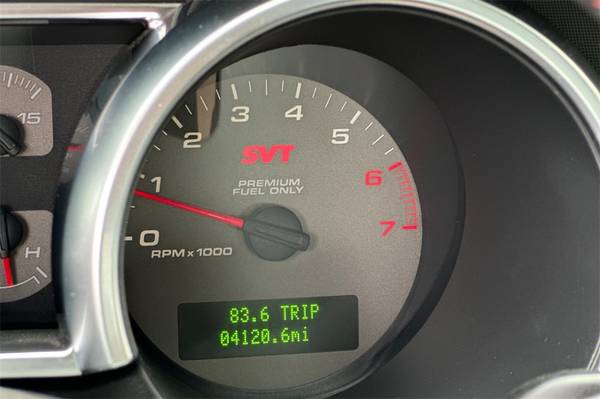 15
H
0
1
2
3
4
5
6
7
SVT
PREMIUM
FUEL ONLY
RPM x 1000
83.6 TRIP
04120.6mi